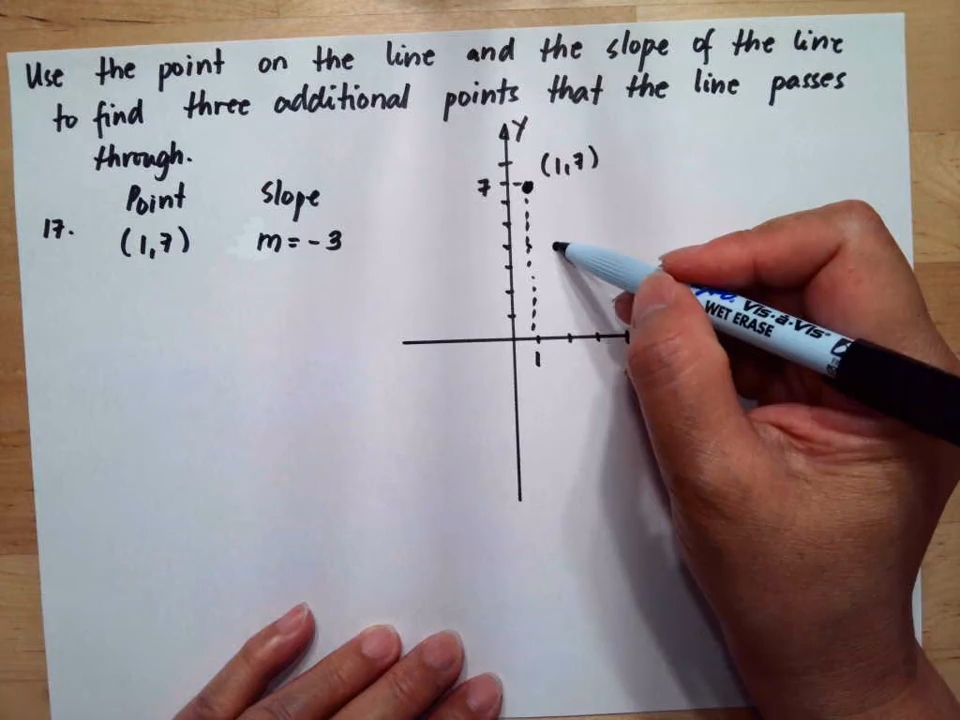 Use the point on the line and the slope of the line
to find three additional points that the line passes
through.
Point Slope
17. (1,7) m = -3
Y
(1,7)
7
1
Vis-à-Vis
WET ERASE